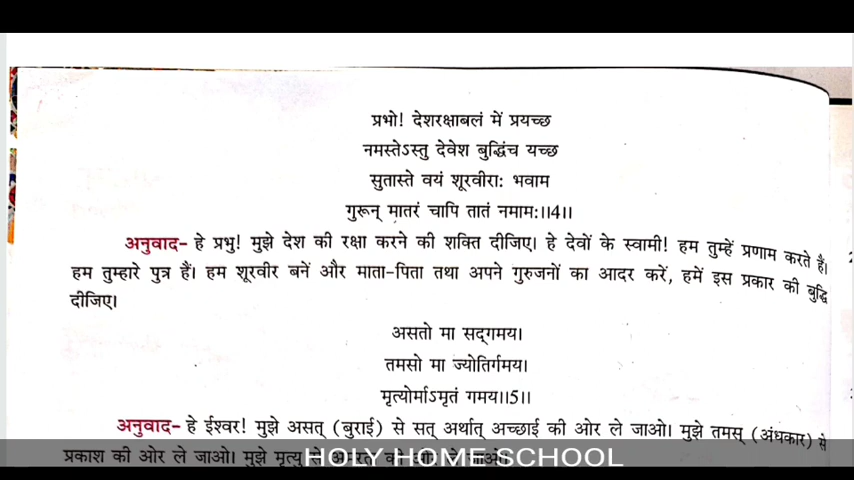 प्रभो! देशरक्षाबलं में प्रयच्छ
नमस्तेऽस्तु देवेश बुद्धिंच यच्छ
सुतास्ते वयं शूरवीरा: भवाम
गुरून् मातरं चापि तातं नमाम:।।4।।
अनुवाद- हे प्रभु! मुझे देश की रक्षा करने की शक्ति दीजिए। हे देवों के स्वामी! हम तुम्हें प्रणाम करते हैं।
हम तुम्हारे पुत्र हैं। हम शूरवीर बनें और माता-पिता तथा अपने गुरुजनों का आदर करें, हमें इस प्रकार की बुद्धि
दीजिए।
असतो मा सद्गमय।
तमसो मा ज्योतिर्गमय।
मृत्योर्माऽमृतं गमय।।5।।
अनुवाद- हे ईश्वर! मुझे असत् (बुराई) से सत् अर्थात् अच्छाई की ओर ले जाओ। मुझे तमस् (अंधकार) से
प्रकाश की ओर ले जाओ। मुझे मृत्यु से की ओर ले जाओ।
HOLY HOME SCHOOL